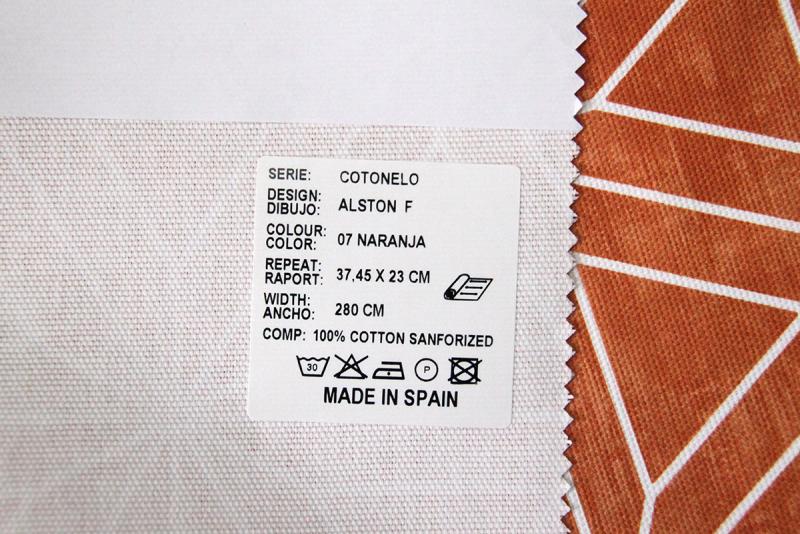 SERIE: COTONELO
DESIGN:
DIBUJO: ALSTON F
COLOUR:
COLOR: 07 NARANJA
REPEAT:
RAPORT: 37,45 X 23 CM
WIDTH:
ANCHO: 280 CM
COMP: 100% COTTON SANFORIZED
30 P
MADE IN SPAIN